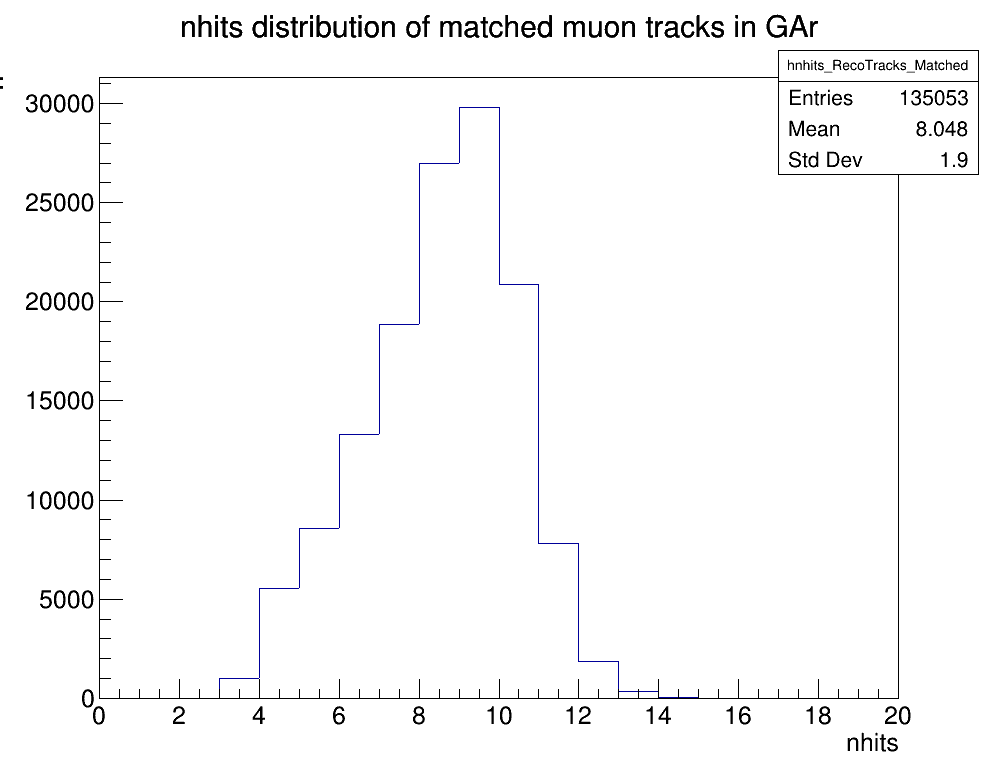 nhits distribution of matched muon tracks in GAr
hnhits_RecoTracks_Matched
Entries 135053
Mean 8.048
Std Dev 1.9
30000
25000
20000
15000
10000
5000
0
0 2 4 6 8 10 12 14 16 18 20
nhits